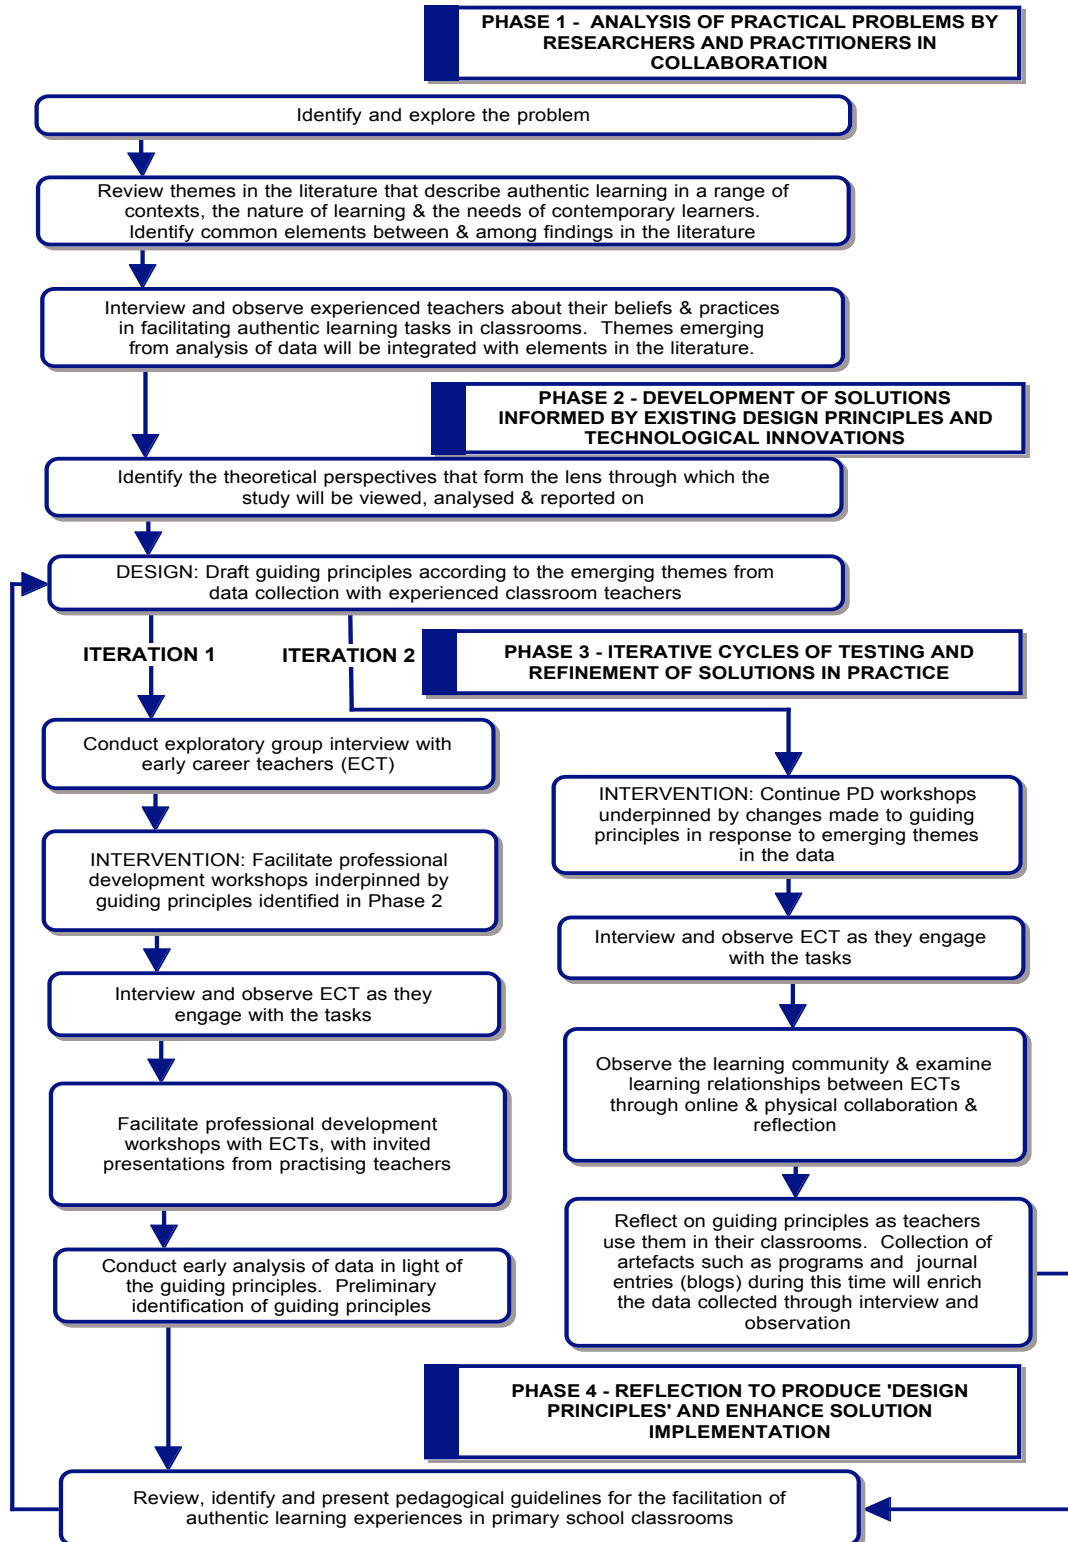 PHASE 1 - ANALYSIS OF PRACTICAL PROBLEMS BY
RESEARCHERS AND PRACTITIONERS IN
COLLABORATION
Identify and explore the problem
Review themes in the literature that describe authentic learning in a range of
contexts, the nature of learning & the needs of contemporary learners.
Identify common elements between & among findings in the literature
Interview and observe experienced teachers about their beliefs & practices
in facilitating authentic learning tasks in classrooms. Themes emerging
from analysis of data will be integrated with elements in the literature.
PHASE 2 - DEVELOPMENT OF SOLUTIONS
INFORMED BY EXISTING DESIGN PRINCIPLES AND
TECHNOLOGICAL INNOVATIONS
Identify the theoretical perspectives that form the lens through which the
study will be viewed, analysed & reported on
DESIGN: Draft guiding principles according to the emerging themes from
data collection with experienced classroom teachers
ITERATION 1
ITERATION 2
PHASE 3 - ITERATIVE CYCLES OF TESTING AND
REFINEMENT OF SOLUTIONS IN PRACTICE
Conduct exploratory group interview with
early career teachers (ECT)
INTERVENTION: Facilitate professional
development workshops inderpinned by
guiding principles identified in Phase 2
Interview and observe ECT as they
engage with the tasks
Facilitate professional development
workshops with ECTs, with invited
presentations from practising teachers
Conduct early analysis of data in light of
the guiding principles. Preliminary
identification of guiding principles
INTERVENTION: Continue PD workshops
underpinned by changes made to guiding
principles in response to emerging themes
in the data
Interview and observe ECT as they engage
with the tasks
Observe the learning community & examine
learning relationships between ECTs
through online & physical collaboration &
reflection
Reflect on guiding principles as teachers
use them in their classrooms. Collection of
artefacts such as programs and journal
entries (blogs) during this time will enrich
the data collected through interview and
observation
PHASE 4 - REFLECTION TO PRODUCE 'DESIGN
PRINCIPLES' AND ENHANCE SOLUTION
IMPLEMENTATION
Review, identify and present pedagogical guidelines for the facilitation of
authentic learning experiences in primary school classrooms